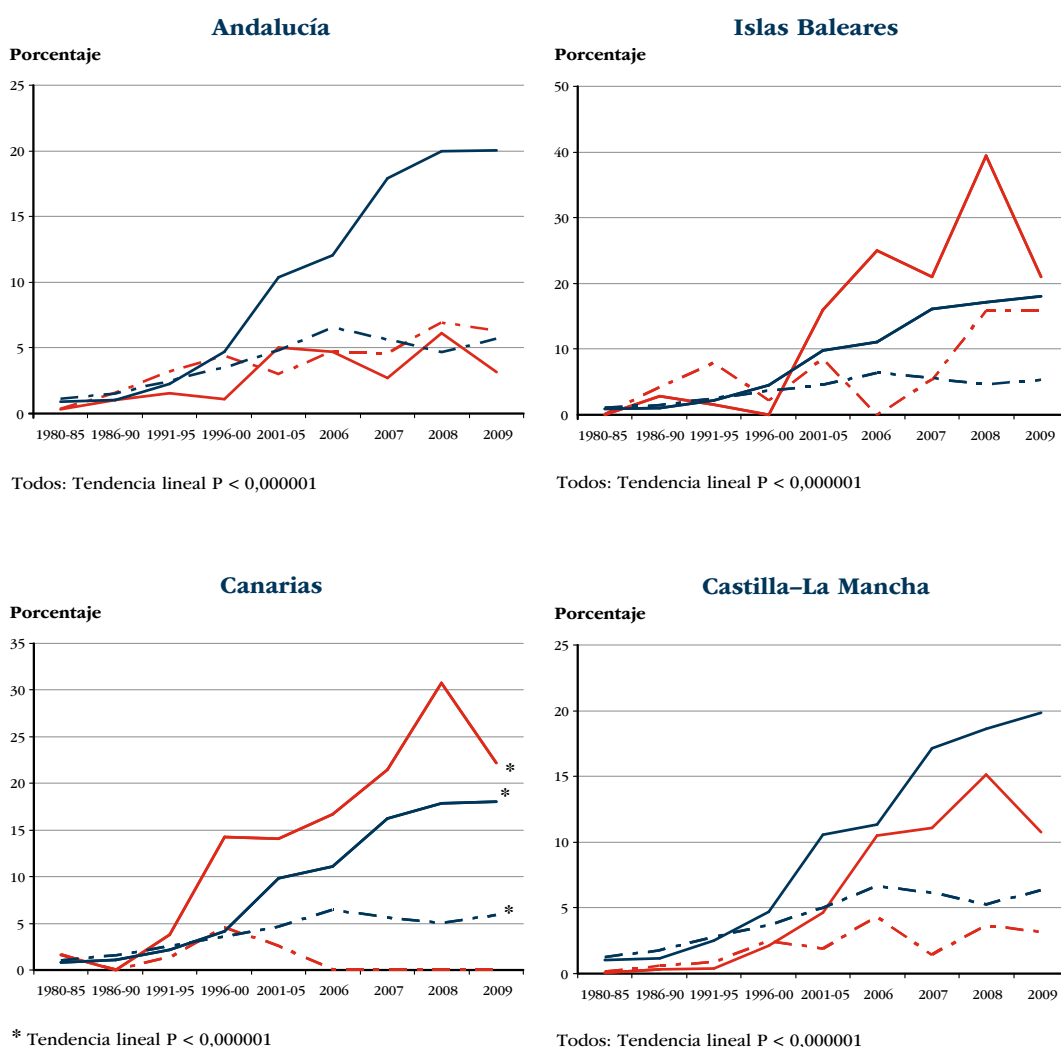 Andalucía
Porcentaje
25
20
15
10
5
0
1980-85 1986-90 1991-95 1996-00 2001-05 2006 2007 2008 2009
Todos: Tendencia lineal P < 0,000001
Islas Baleares
Porcentaje
50
40
30
20
10
0
1980-85 1986-90 1991-95 1996-00 2001-05 2006 2007 2008 2009
Todos: Tendencia lineal P < 0,000001
Canarias
Porcentaje
35
30
25
20
15
10
5
0
*
*
*
1980-85 1986-90 1991-95 1996-00 2001-05 2006 2007 2008 2009
* Tendencia lineal P < 0,000001
Castilla–La Mancha
Porcentaje
25
20
15
10
5
0
1980-85 1986-90 1991-95 1996-00 2001-05 2006 2007 2008 2009
Todos: Tendencia lineal P < 0,000001